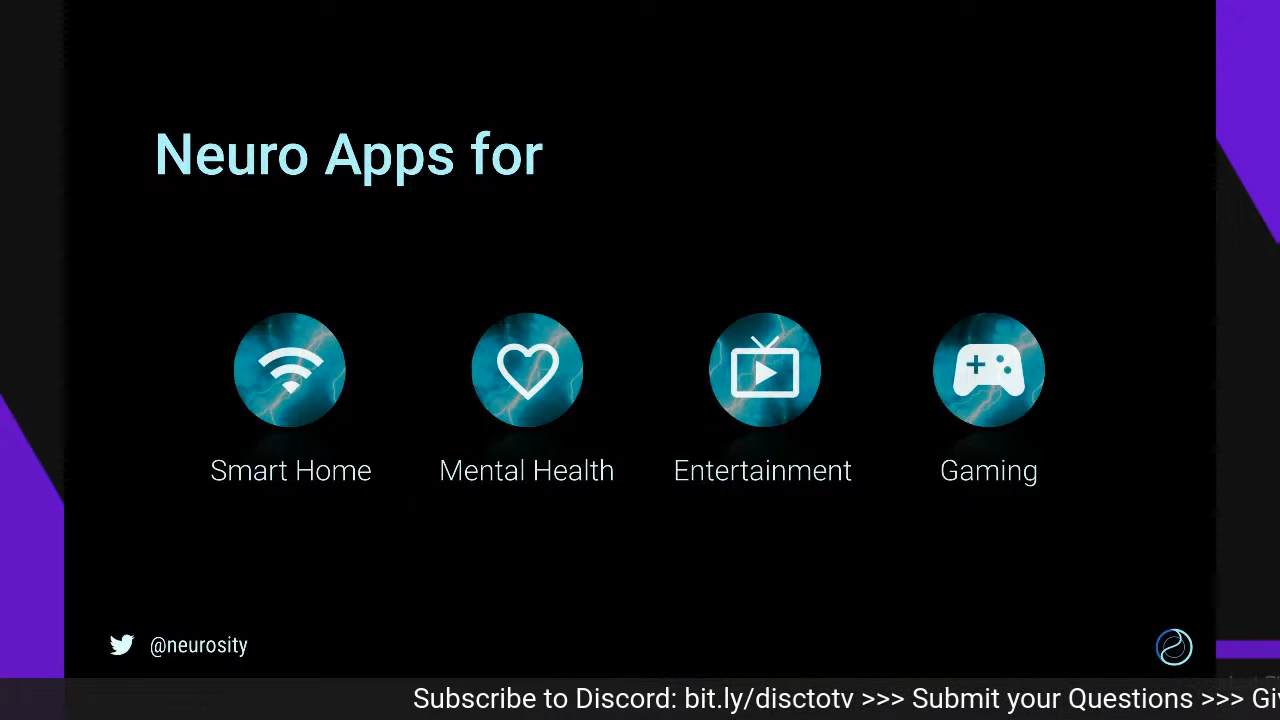 Neuro Apps for
Smart Home
Mental Health
Entertainment
Gaming
@neurosity
Subscribe to Discord: bit.ly/disctotv >>> Submit your Questions >>> Gi